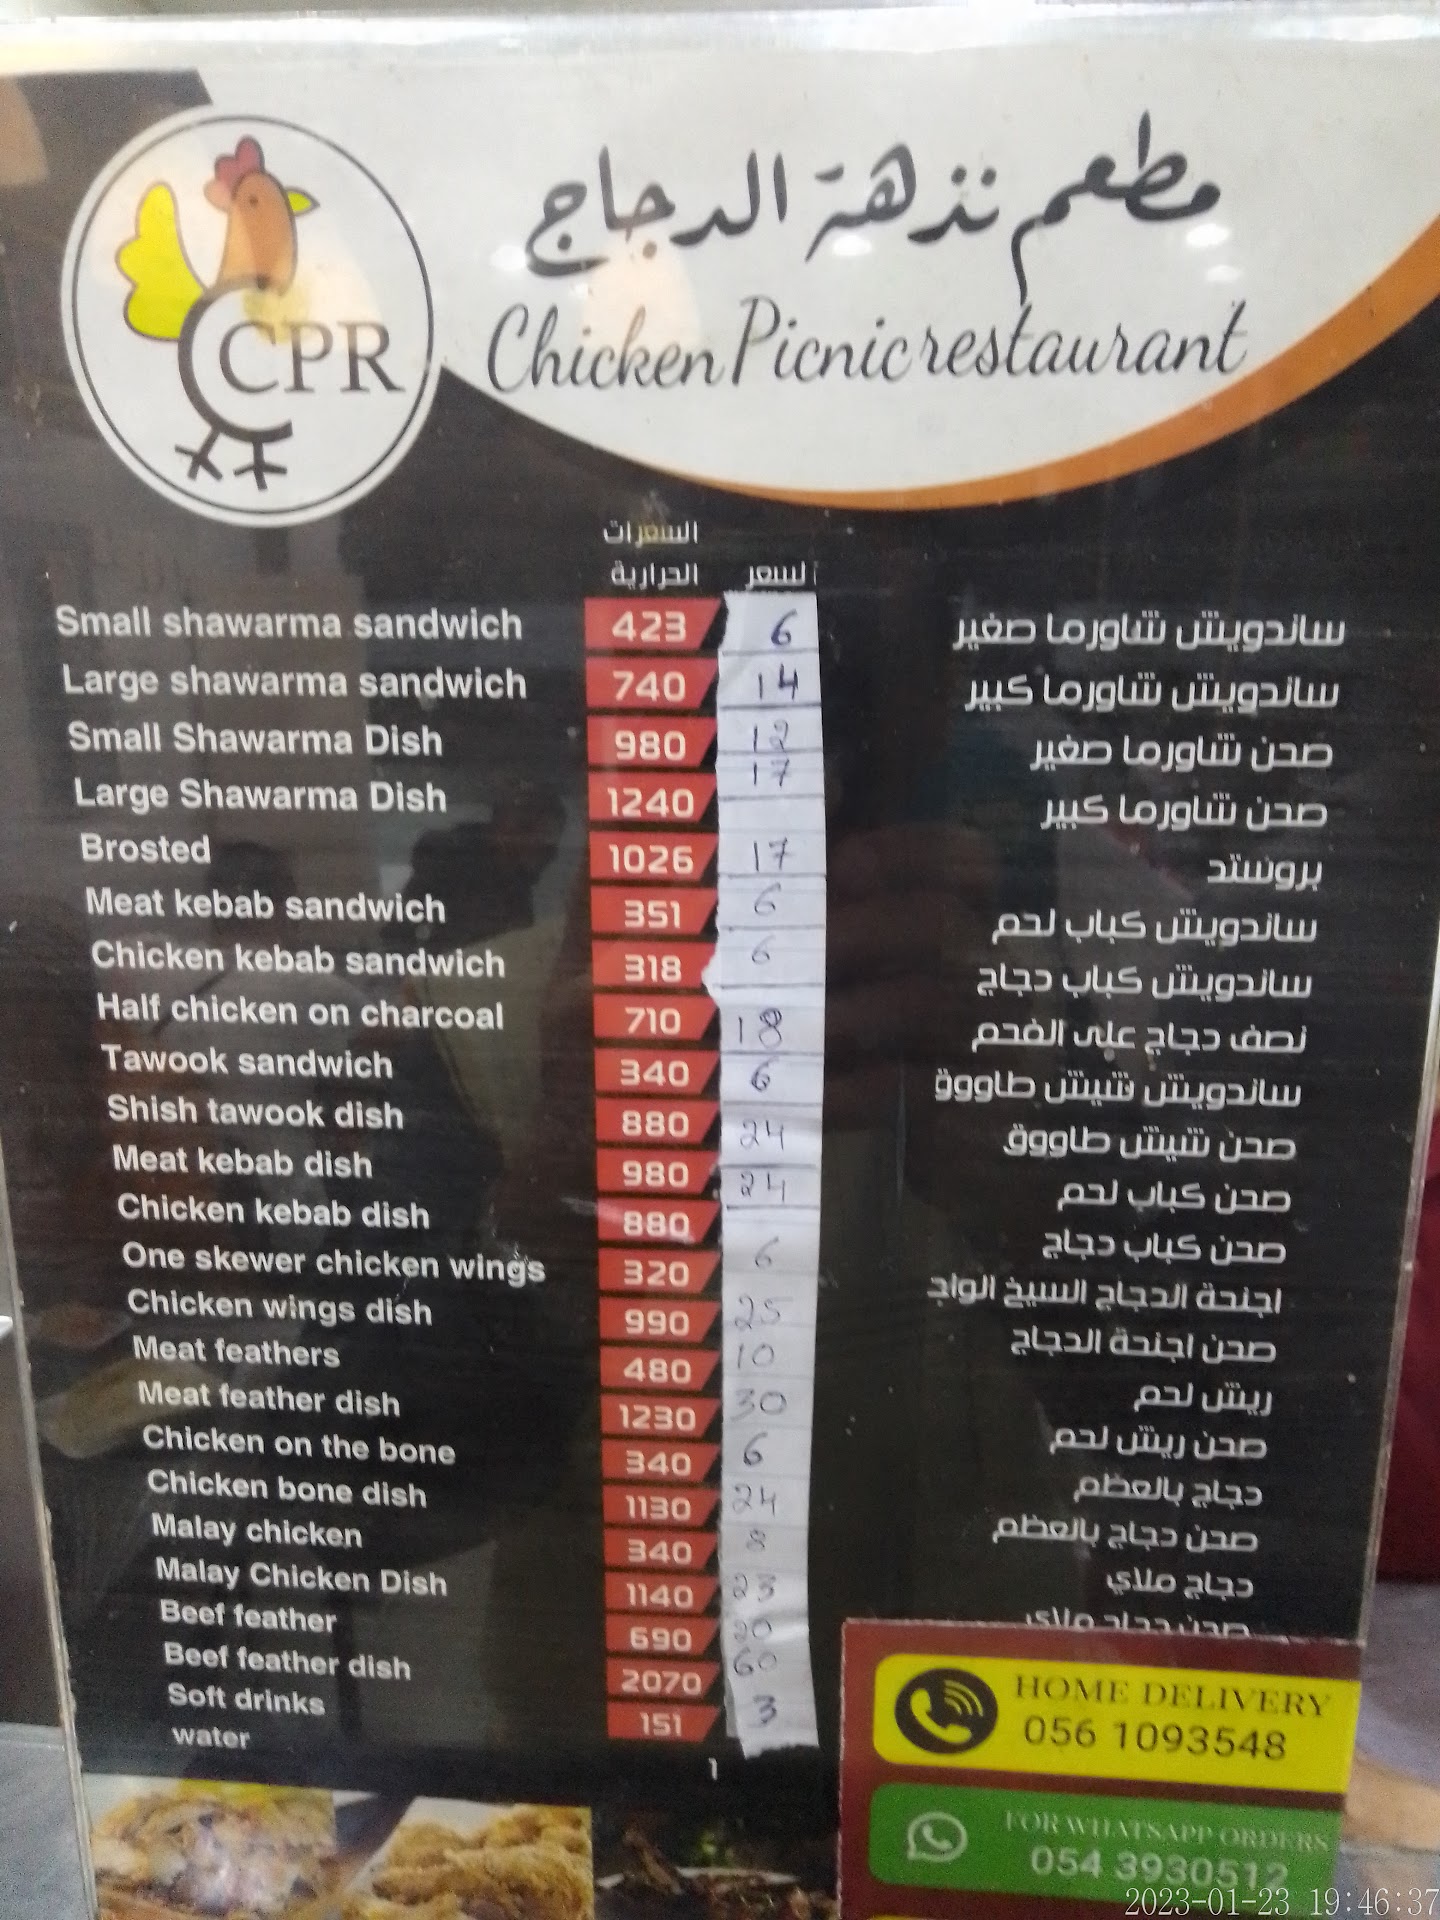 مطعم نزهة الدجاج
CPR
Chicken Picnic restaurant
السعرات
الحرارية السعر
Small shawarma sandwich 423 6 ساندويش شاورما صغير
Large shawarma sandwich 740 14 ساندويش شاورما كبير
Small Shawarma Dish 980 12 صحن شاورما صغير
Large Shawarma Dish 1240 17 صحن شاورما كبير
Brosted 1026 17 بروستد
Meat kebab sandwich 351 6 ساندويش كباب لحم
Chicken kebab sandwich 318 6 ساندويش كباب دجاج
Half chicken on charcoal 710 18 نصف دجاج على الفحم
Tawook sandwich 340 6 ساندويش شيش طاووق
Shish tawook dish 880 24 صحن شيش طاووق
Meat kebab dish 980 24 صحن كباب لحم
Chicken kebab dish 880 صحن كباب دجاج
One skewer chicken wings 320 6 اجنحة الدجاج السيخ الواد
Chicken wings dish 990 25 صحن اجنحة الدجاج
Meat feathers 480 10 ريش لحم
Meat feather dish 1230 30 صحن ريش لحم
Chicken on the bone 340 6 دجاج بالعظم
Chicken bone dish 1130 24 صحن دجاج بالعظم
Malay chicken 340 8 دجاج ملاي
Malay Chicken Dish 1140 23 صحن دجاج ملاي
Beef feather 690 20
Beef feather dish 2070 60
Soft drinks 151 3
water 1
HOME DELIVERY
056 1093548
FOR WHATSAPP ORDERS
054 3930512
2023-01-23 19:46:37